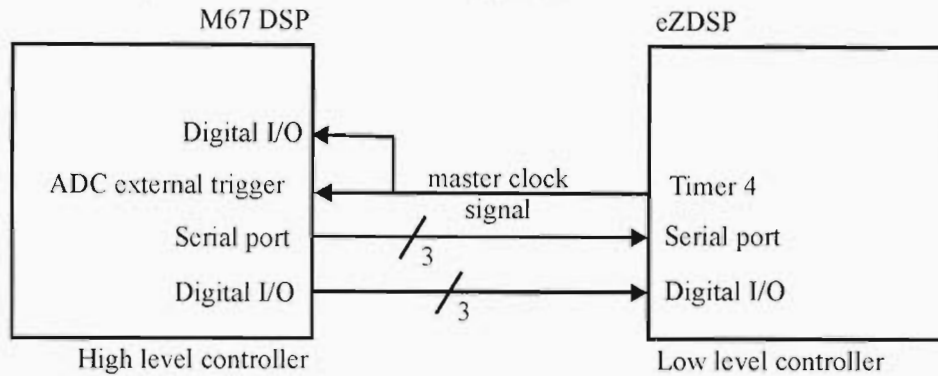 M67 DSP
eZDSP
Digital I/O
ADC external trigger
master clock
signal
Timer 4
Serial port
3
Serial port
Digital I/O
3
Digital I/O
High level controller
Low level controller